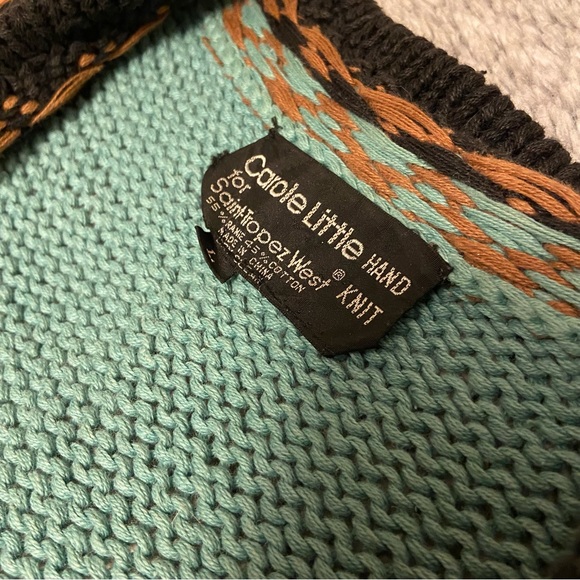 Carole Little
for
Saint-Tropez West®
HAND
KNIT
55% RAMIE 45% COTTON
MADE IN CHINA
L